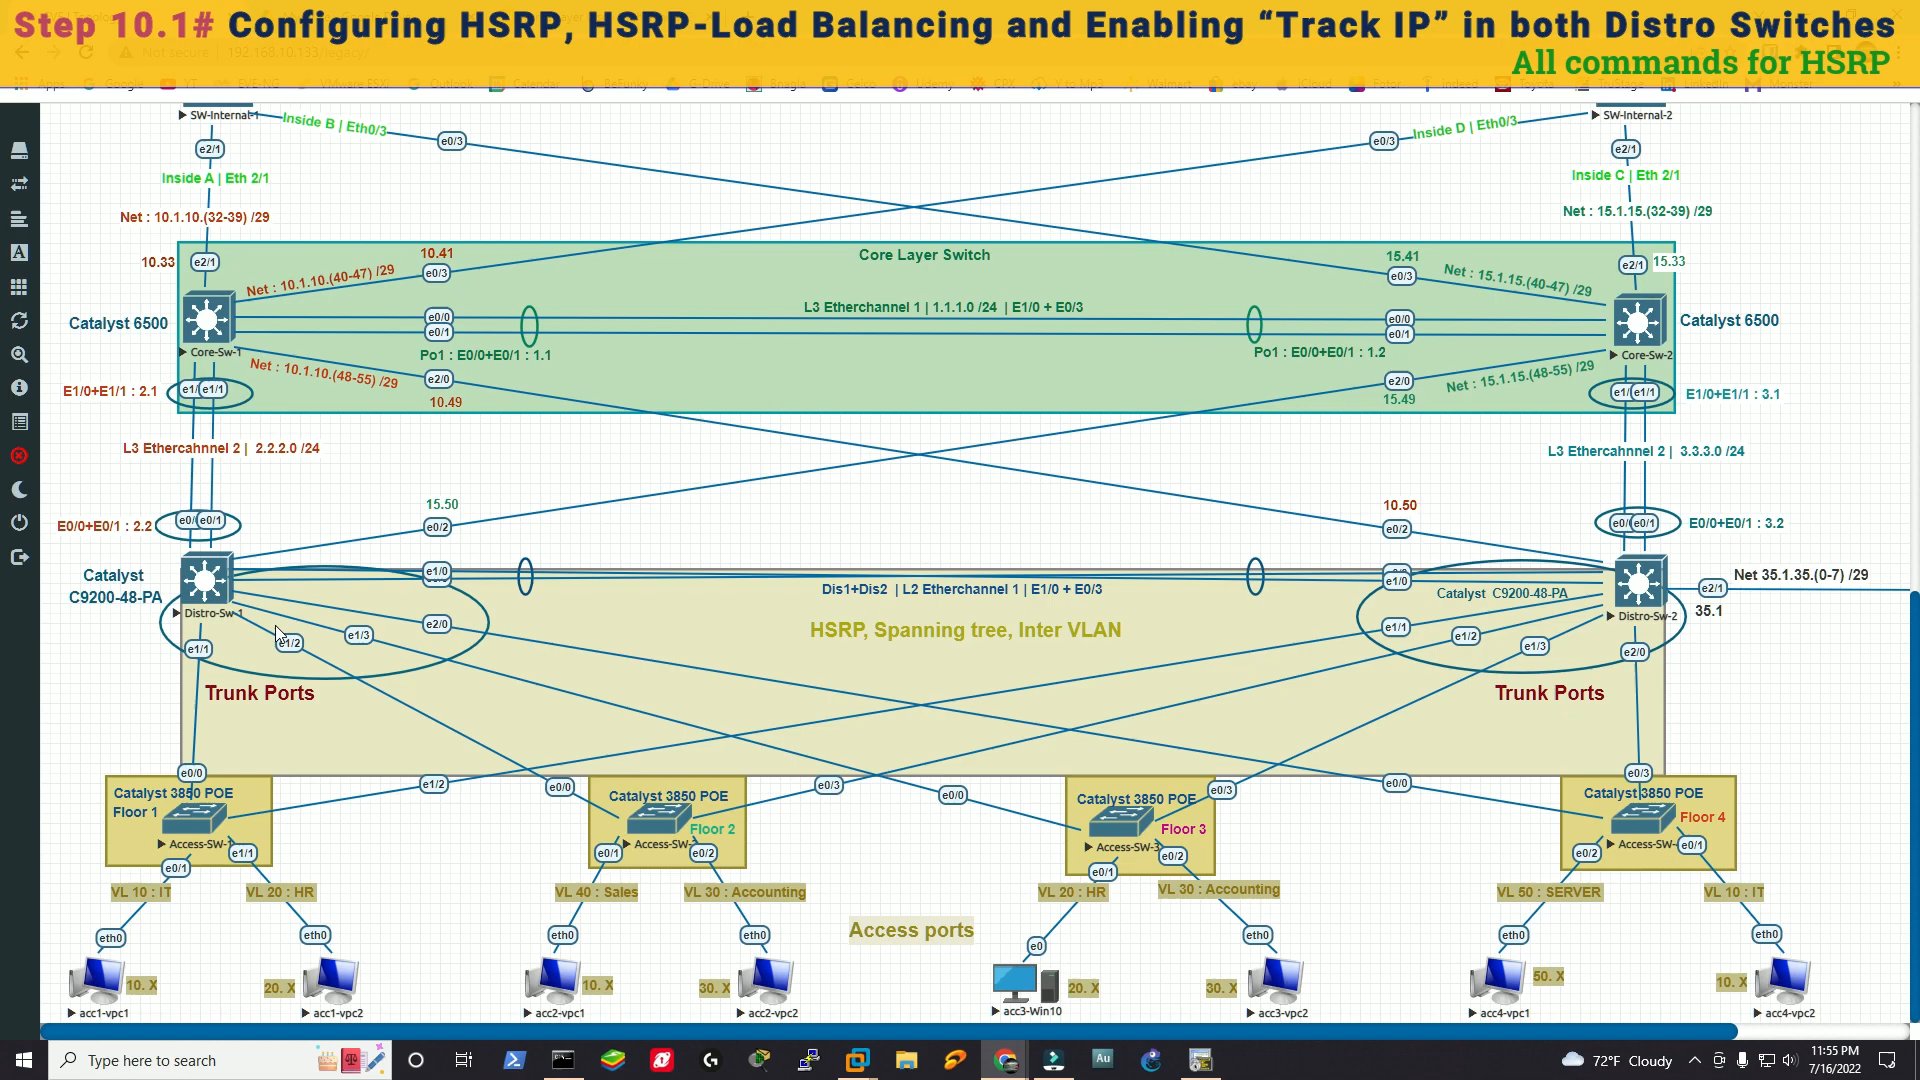 Step 10.1# Configuring HSRP, HSRP-Load Balancing and Enabling “Track IP” in both Distro Switches
All commands for HSRP
Not secure
192.168.10.133/legacy/
SW-Internal-1
Inside B | Eth0/3
e0/3
e0/3
Inside D | Eth0/3
SW-Internal-2
e2/1
e2/1
Inside A | Eth 2/1
Inside C | Eth 2/1
Net : 10.1.10.(32-39) /29
Net : 15.1.15.(32-39) /29
10.33
e2/1
Net : 10.1.10.(40-47) /29
10.41
e0/3
Core Layer Switch
15.41
e0/3
Net : 15.1.15.(40-47) /29
e2/1
15.33
Catalyst 6500
Core-Sw-1
e0/0
e0/1
L3 Etherchannel 1 | 1.1.1.0 /24 | E1/0 + E0/3
e0/0
e0/1
Catalyst 6500
Core-Sw-2
Po1 : E0/0+E0/1 : 1.1
Po1 : E0/0+E0/1 : 1.2
Net : 10.1.10.(48-55) /29
e2/0
10.49
e2/0
15.49
Net : 15.1.15.(48-55) /29
E1/0+E1/1 : 2.1
e1/1
e1/1
E1/0+E1/1 : 3.1
L3 Ethercahnnel 2 | 2.2.2.0 /24
L3 Ethercahnnel 2 | 3.3.3.0 /24
E0/0+E0/1 : 2.2
e0/1
15.50
e0/2
10.50
e0/2
e0/1
E0/0+E0/1 : 3.2
Catalyst
C9200-48-PA
Distro-Sw-1
e1/0
Dis1+Dis2 | L2 Etherchannel 1 | E1/0 + E0/3
e1/0
Catalyst C9200-48-PA
Distro-Sw-2
e2/1
Net 35.1.35.(0-7) /29
35.1
e2/0
HSRP, Spanning tree, Inter VLAN
e1/1
e1/2
e1/3
e1/1
e1/2
e1/3
e2/0
Trunk Ports
Trunk Ports
e0/0
e1/2
e0/0
e0/3
e0/0
e0/3
e0/0
e0/3
Catalyst 3850 POE
Floor 1
e0/1
e1/1
Catalyst 3850 POE
Floor 2
e0/1
e0/2
Catalyst 3850 POE
Floor 3
Access-SW-3
e0/1
e0/2
Catalyst 3850 POE
Floor 4
e0/2
e0/1
VL 10 : IT
VL 20 : HR
VL 40 : Sales
VL 30 : Accounting
VL 20 : HR
VL 30 : Accounting
VL 50 : SERVER
VL 10 : IT
Access ports
eth0
eth0
eth0
eth0
e0
eth0
eth0
eth0
10. X
20. X
10. X
30. X
20. X
30. X
50. X
10. X
acc1-vpc1
acc1-vpc2
acc2-vpc1
acc2-vpc2
acc3-Win10
acc3-vpc2
acc4-vpc1
acc4-vpc2
Type here to search
Au
72°F Cloudy
11:55 PM
7/16/2022